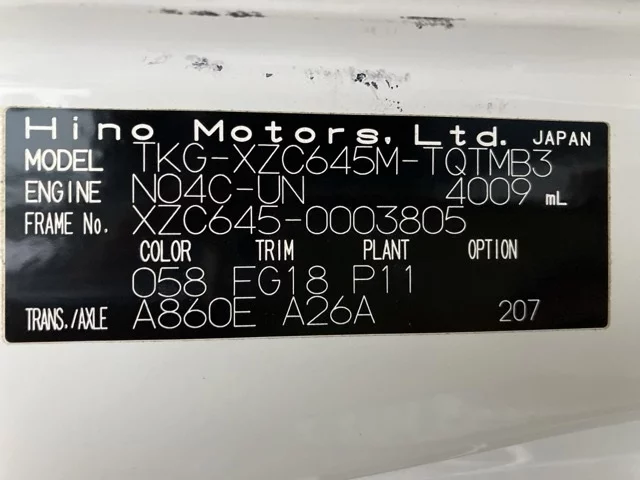 Hino Motors, Ltd. JAPAN
MODEL TKG-XZC645M-TQTMB3
ENGINE N04C-UN 4009 mL
FRAME No. XZC645-0003805
COLOR TRIM PLANT OPTION
058 FG18 P11
TRANS./AXLE A860E A26A 207